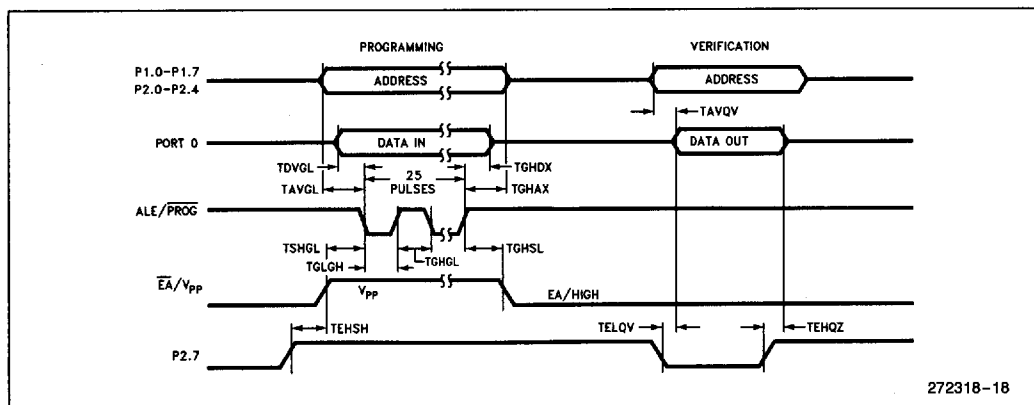 PROGRAMMING
VERIFICATION
P1.0–P1.7
P2.0–P2.4
ADDRESS
ADDRESS
TAVQV
PORT 0
DATA IN
DATA OUT
TDVGL
TGHDX
25
PULSES
TAVGL
TGHAX
ALE/PROG
TSHGL
TGHSL
TGLGH
TGHGL
EA/VPP
VPP
EA/HIGH
TEHSH
TELQV
TEHQZ
P2.7
272318–18